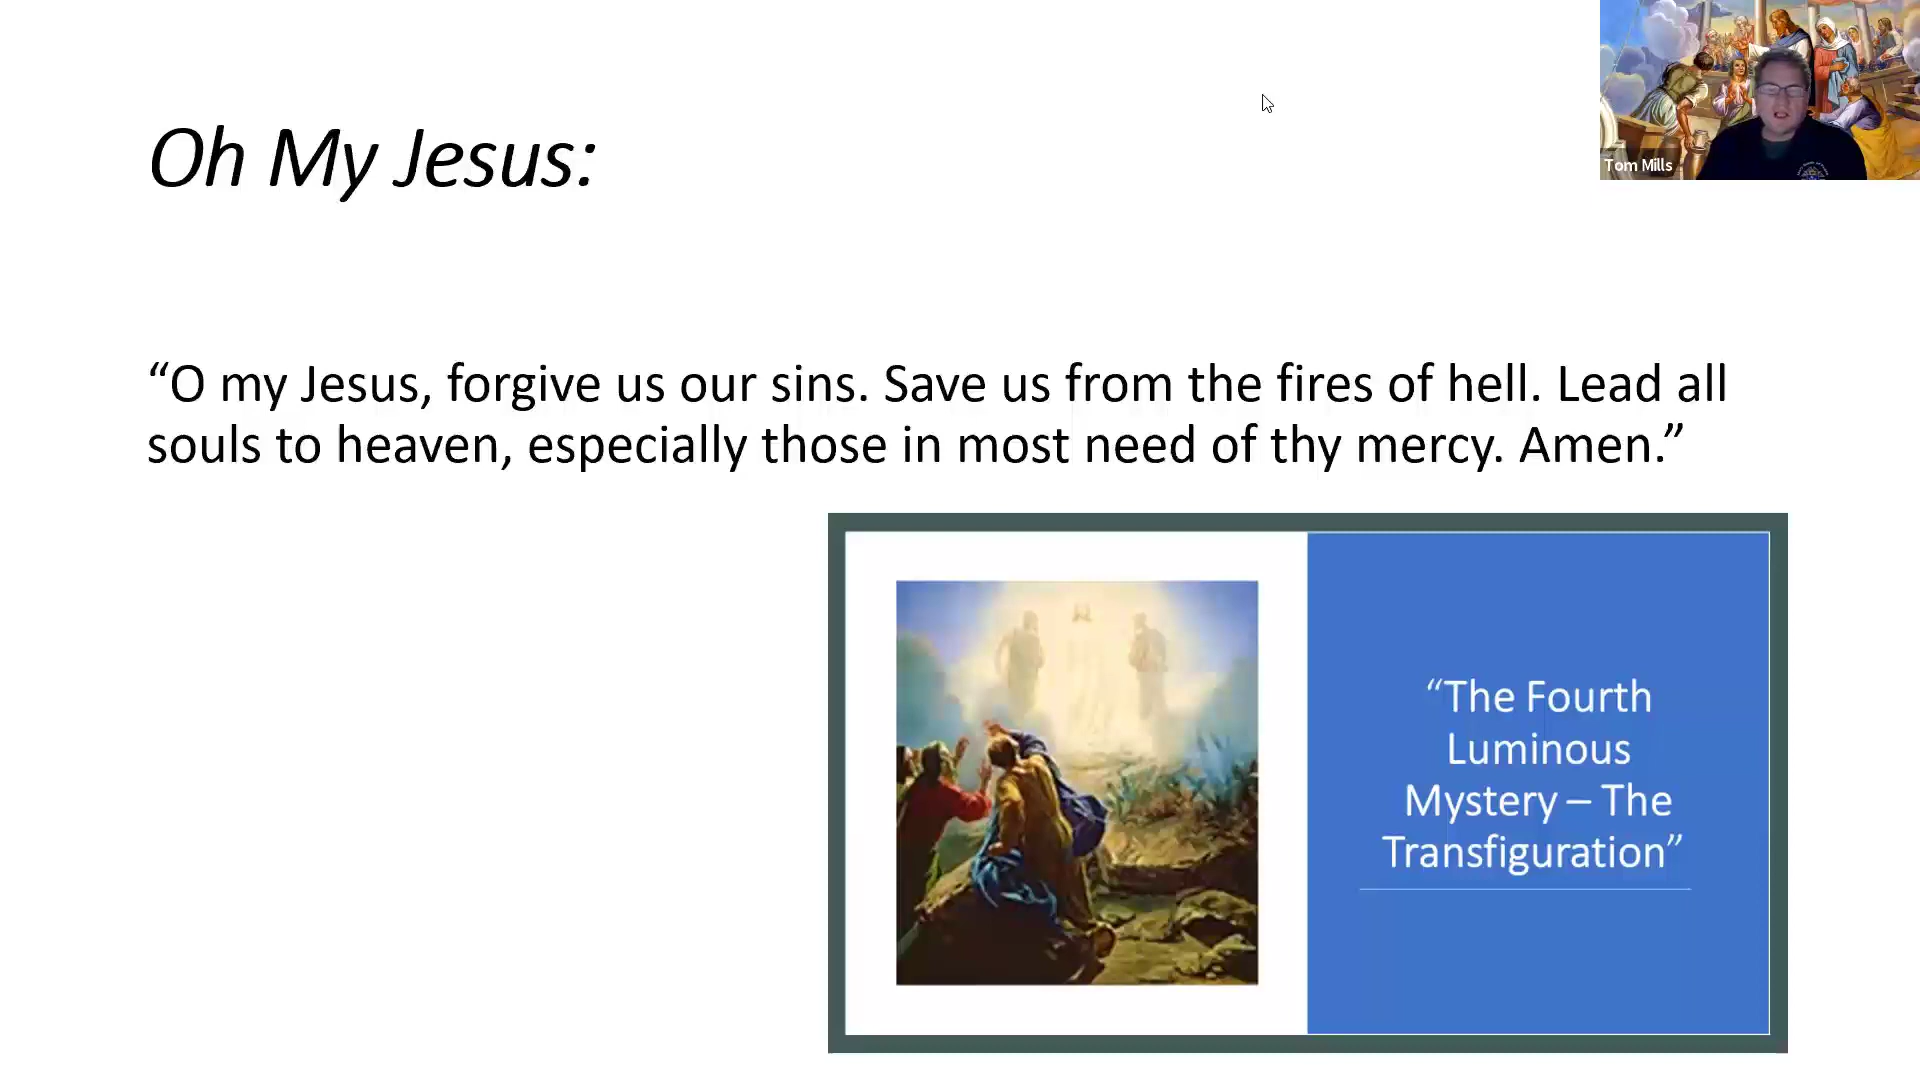 Oh My Jesus:
Tom Mills
“O my Jesus, forgive us our sins. Save us from the fires of hell. Lead all
souls to heaven, especially those in most need of thy mercy. Amen.”
“The Fourth
Luminous
Mystery – The
Transfiguration”